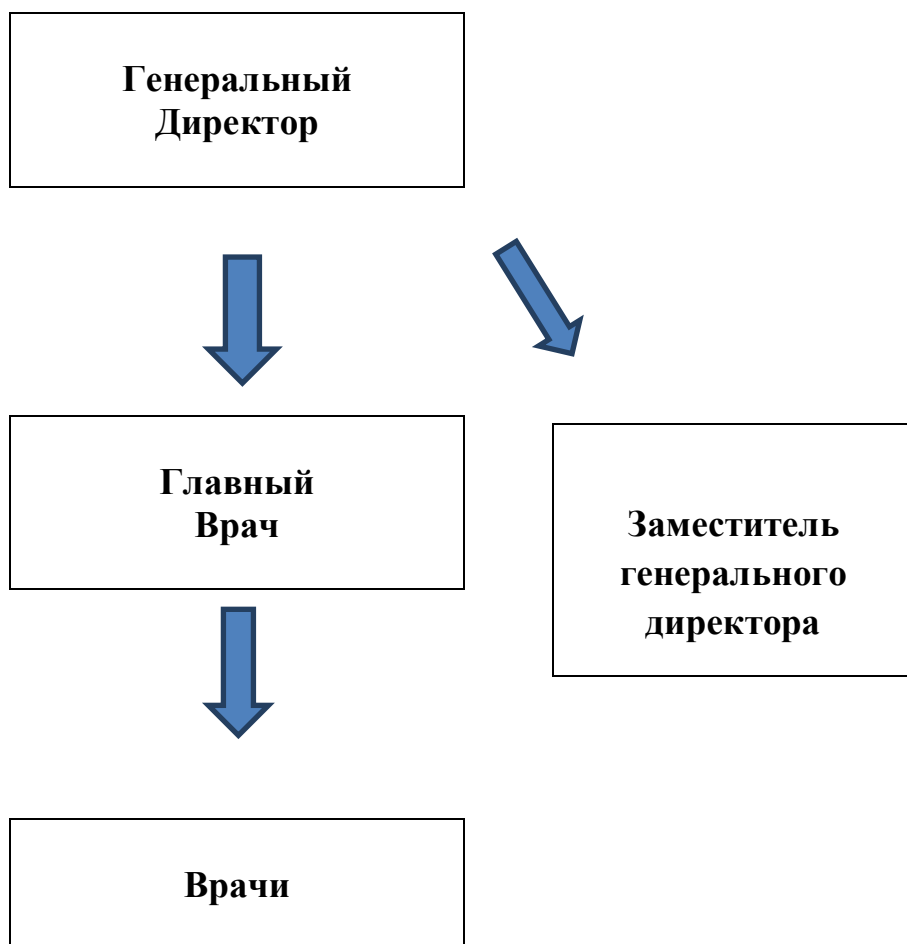 Генеральный
Директор
Главный
Врач
Заместитель
генерального
директора
Врачи